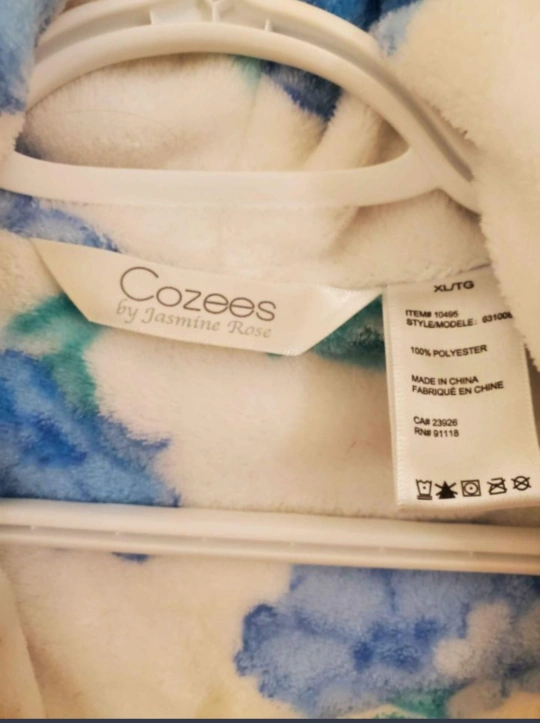 Cozees
by Jasmine Rose
XL/TG
ITEM# 10495
STYLE/MODELE:
100% POLYESTER
MADE IN CHINA
FABRIQUÉ EN CHINE
CA# 23926
RN# 91118